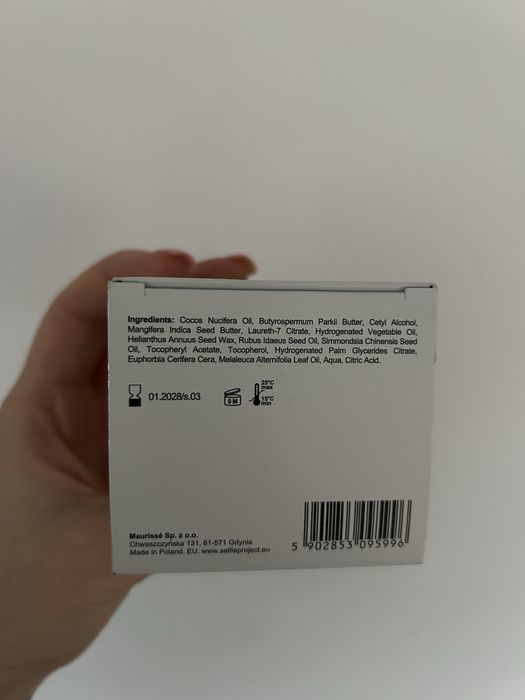 Ingredients: Cocos Nucifera Oil, Butyrospermum Parkii Butter, Cetyl Alcohol,
Mangifera Indica Seed Butter, Laureth-7 Citrate, Hydrogenated Vegetable Oil,
Helianthus Annuus Seed Wax, Rubus Idaeus Seed Oil, Simmondsia Chinensis Seed
Oil, Tocopheryl Acetate, Tocopherol, Hydrogenated Palm Glycerides Citrate,
Euphorbia Cerifera Cera, Melaleuca Alternifolia Leaf Oil, Aqua, Citric Acid.
01.2028/s.03
9 M
25°C
max
15°C
min
Maurissé Sp. z o.o.
Chwaszczyńska 131, 81-571 Gdynia
Made in Poland, EU, www.selfieproject.eu
5 902853 095996